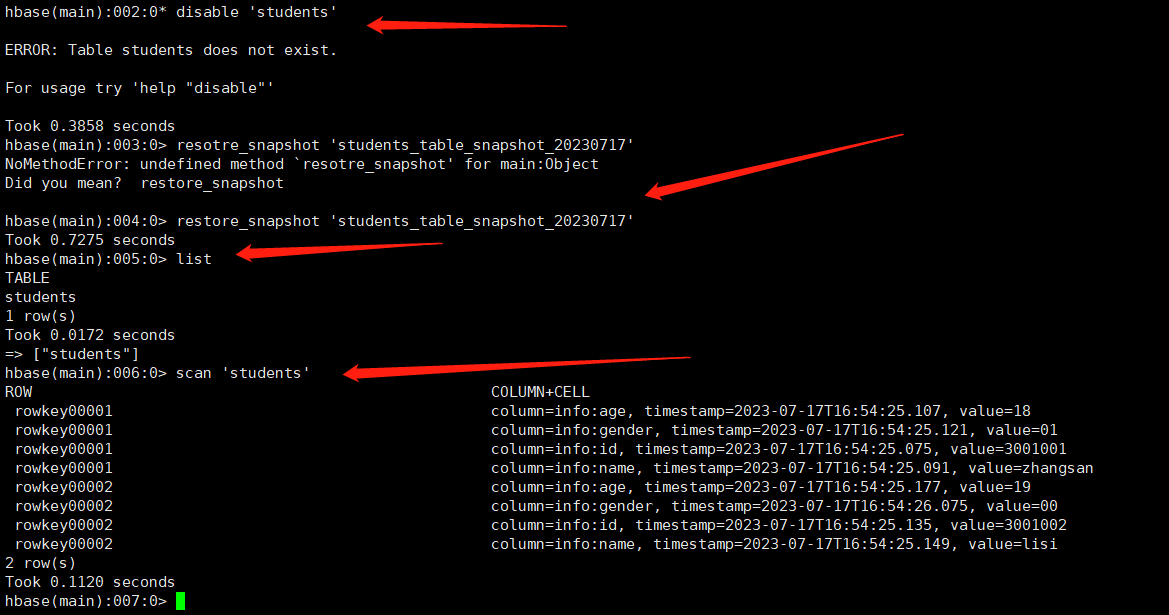 hbase(main):002:0* disable 'students'
ERROR: Table students does not exist.
For usage try 'help "disable"'
Took 0.3858 seconds
hbase(main):003:0> resotre_snapshot 'students_table_snapshot_20230717'
NoMethodError: undefined method `resotre_snapshot' for main:Object
Did you mean?  restore_snapshot
hbase(main):004:0> restore_snapshot 'students_table_snapshot_20230717'
Took 0.7275 seconds
hbase(main):005:0> list
TABLE
students
1 row(s)
Took 0.0172 seconds
=> ["students"]
hbase(main):006:0> scan 'students'
ROW COLUMN+CELL
rowkey00001 column=info:age, timestamp=2023-07-17T16:54:25.107, value=18
rowkey00001 column=info:gender, timestamp=2023-07-17T16:54:25.121, value=01
rowkey00001 column=info:id, timestamp=2023-07-17T16:54:25.075, value=3001001
rowkey00001 column=info:name, timestamp=2023-07-17T16:54:25.091, value=zhangsan
rowkey00002 column=info:age, timestamp=2023-07-17T16:54:25.177, value=19
rowkey00002 column=info:gender, timestamp=2023-07-17T16:54:26.075, value=00
rowkey00002 column=info:id, timestamp=2023-07-17T16:54:25.135, value=3001002
rowkey00002 column=info:name, timestamp=2023-07-17T16:54:25.149, value=lisi
2 row(s)
Took 0.1120 seconds
hbase(main):007:0>